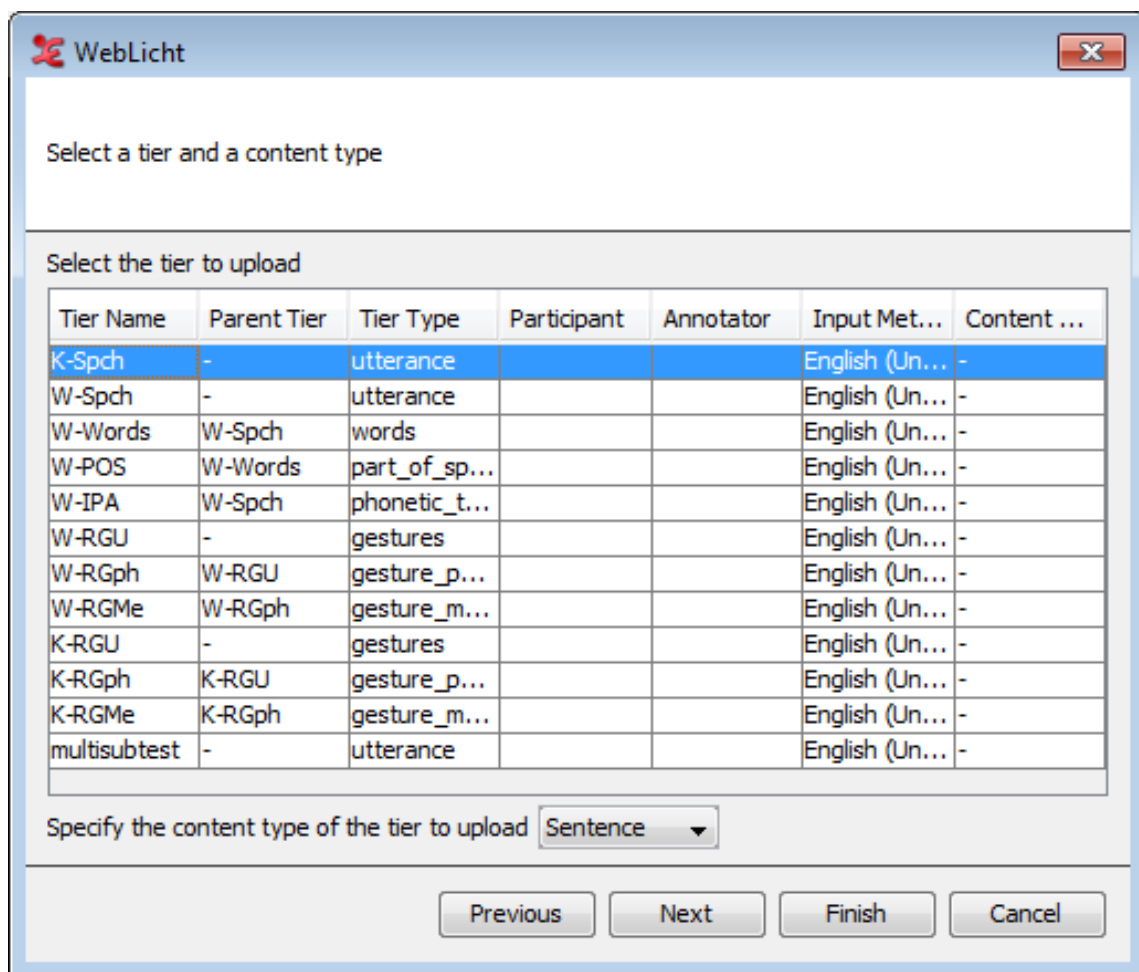 WebLicht
Select a tier and a content type
Select the tier to upload
Tier Name Parent Tier Tier Type Participant Annotator Input Met... Content ...
K-Spch - utterance English (Un... -
W-Spch - utterance English (Un... -
W-Words W-Spch words English (Un... -
W-POS W-Words part_of_sp... English (Un... -
W-IPA W-Spch phonetic_t... English (Un... -
W-RGU - gestures English (Un... -
W-RGph W-RGU gesture_p... English (Un... -
W-RGMe W-RGph gesture_m... English (Un... -
K-RGU - gestures English (Un... -
K-RGph K-RGU gesture_p... English (Un... -
K-RGMe K-RGph gesture_m... English (Un... -
multisubtest - utterance English (Un... -
Specify the content type of the tier to upload Sentence
Previous Next Finish Cancel